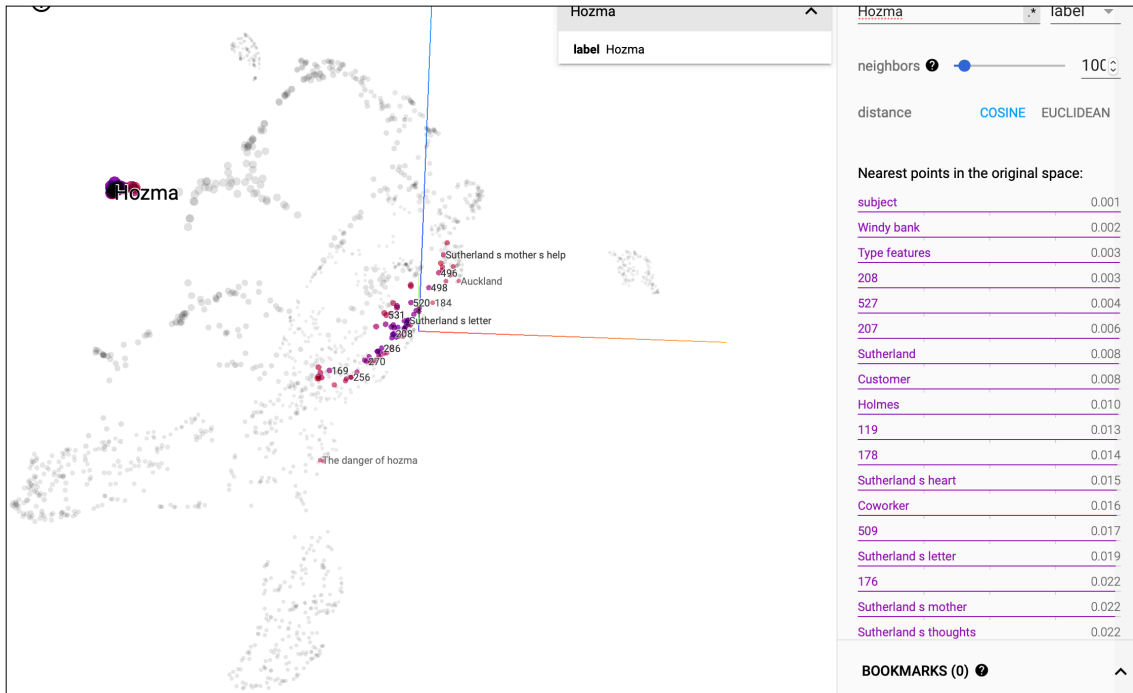 Hozma
label Hozma
Hozma
Sutherland s mother s help
496
Auckland
498
520
184
531
Sutherland s letter
208
286
270
169
256
The danger of hozma
Hozma .* label
neighbors ? 100
distance COSINE EUCLIDEAN
Nearest points in the original space:
subject 0.001
Windy bank 0.002
Type features 0.003
208 0.003
527 0.004
207 0.006
Sutherland 0.008
Customer 0.008
Holmes 0.010
119 0.013
178 0.014
Sutherland s heart 0.015
Coworker 0.016
509 0.017
Sutherland s letter 0.019
176 0.022
Sutherland s mother 0.022
Sutherland s thoughts 0.022
BOOKMARKS (0) ?